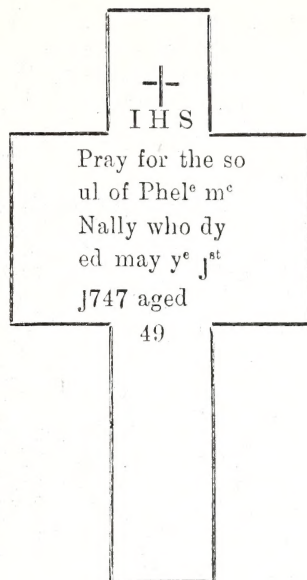 IHS
Pray for the so
ul of Phelᵉ mᶜ
Nally who dy
ed may yᵉ jˢᵗ
J747 aged
49